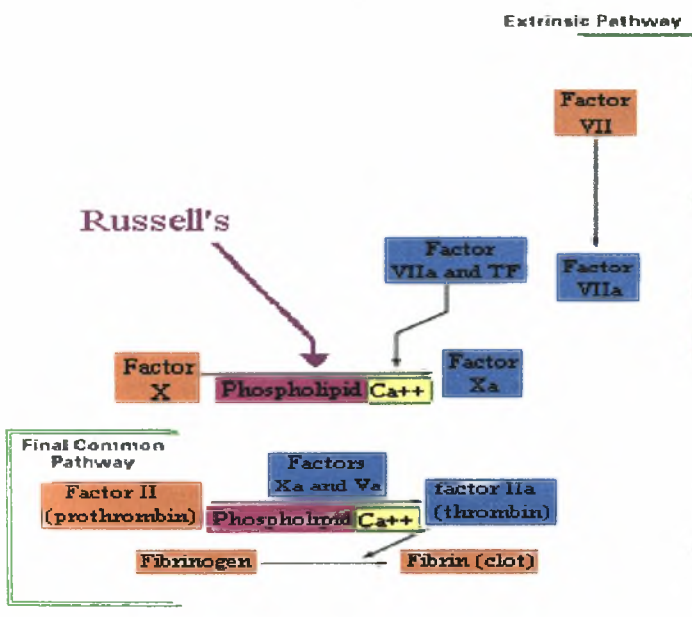 Extrinsic Pathway
Factor
VII
Russell's
Factor
VIIa and TF
Factor
VIIa
Factor
X
Phospholipid
Ca++
Factor
Xa
Final Common
Pathway
Factors
Xa and Va
Factor II
(prothrombin)
Phospholipid
Ca++
factor IIa
(thrombin)
Fibrinogen
Fibrin (clot)